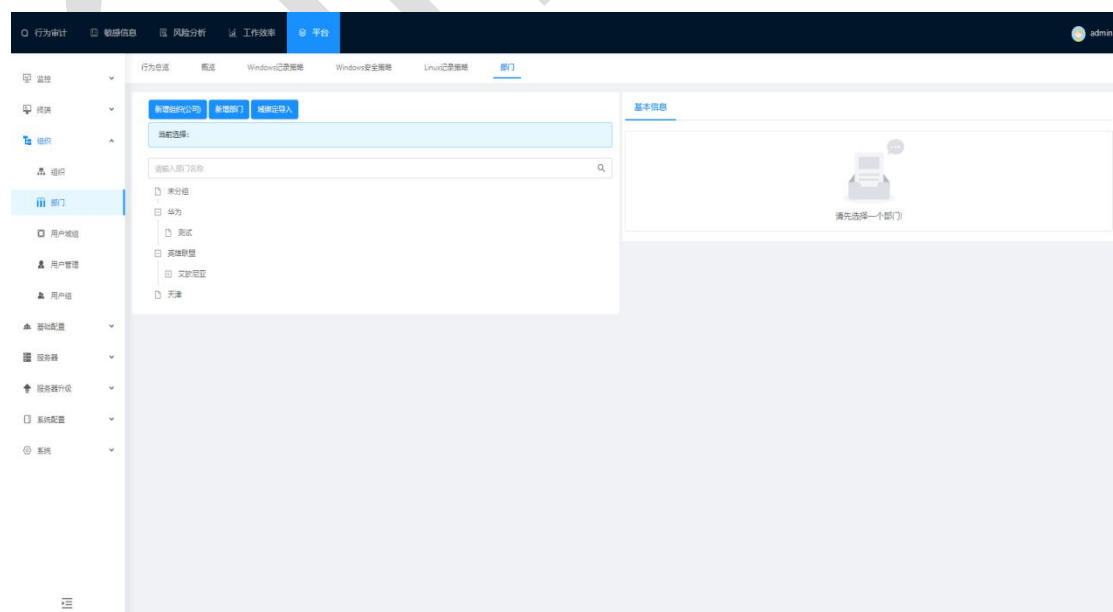 行为审计 敏感信息 风险分析 工作效率 平台 admin
行为总览 概览 Windows记录策略 Windows安全策略 Linux记录策略 部门
监控
终端
组织
组织
部门
用户域组
用户管理
用户组
基础配置
服务器
服务器升级
系统配置
系统
新增组织(公司) 新增部门 域绑定导入
当前选择:
请输入部门名称
未分组
华为
测试
英雄联盟
艾欧尼亚
天津
基本信息
请先选择一个部门!